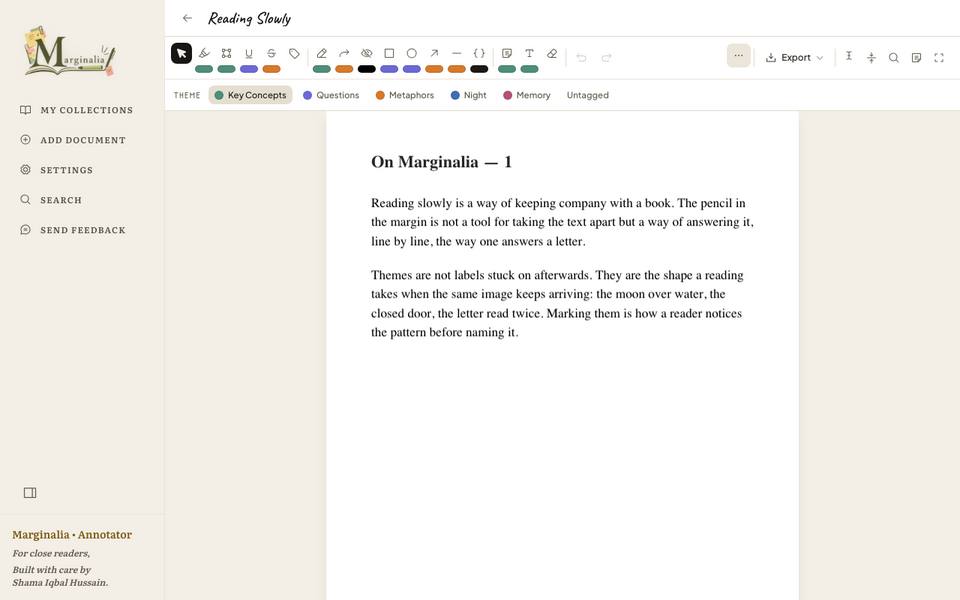 Marginalia
MY COLLECTIONS
ADD DOCUMENT
SETTINGS
SEARCH
SEND FEEDBACK
Marginalia • Annotator
For close readers,
Built with care by
Shama Iqbal Hussain.
Reading Slowly
Export
THEME Key Concepts Questions Metaphors Night Memory Untagged
On Marginalia — 1
Reading slowly is a way of keeping company with a book. The pencil in
the margin is not a tool for taking the text apart but a way of answering it,
line by line, the way one answers a letter.
Themes are not labels stuck on afterwards. They are the shape a reading
takes when the same image keeps arriving: the moon over water, the
closed door, the letter read twice. Marking them is how a reader notices
the pattern before naming it.